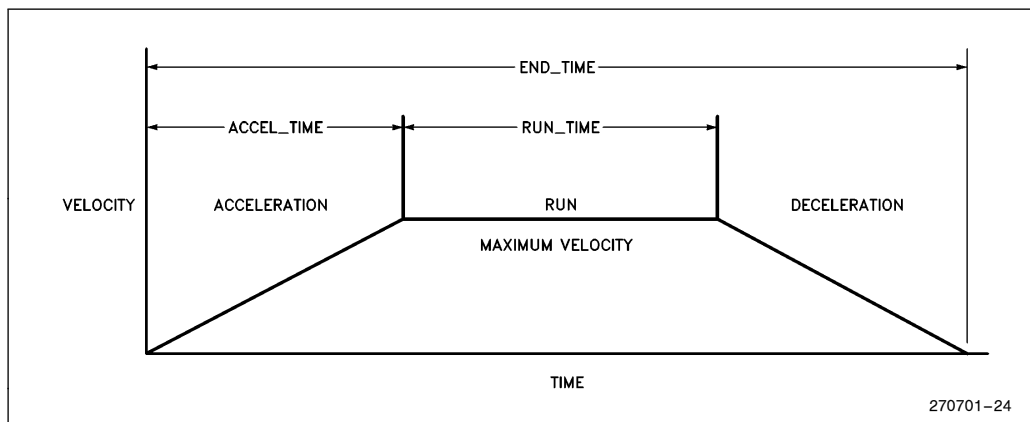 END_TIME
ACCEL_TIME
RUN_TIME
VELOCITY
ACCELERATION
RUN
DECELERATION
MAXIMUM VELOCITY
TIME
270701–24